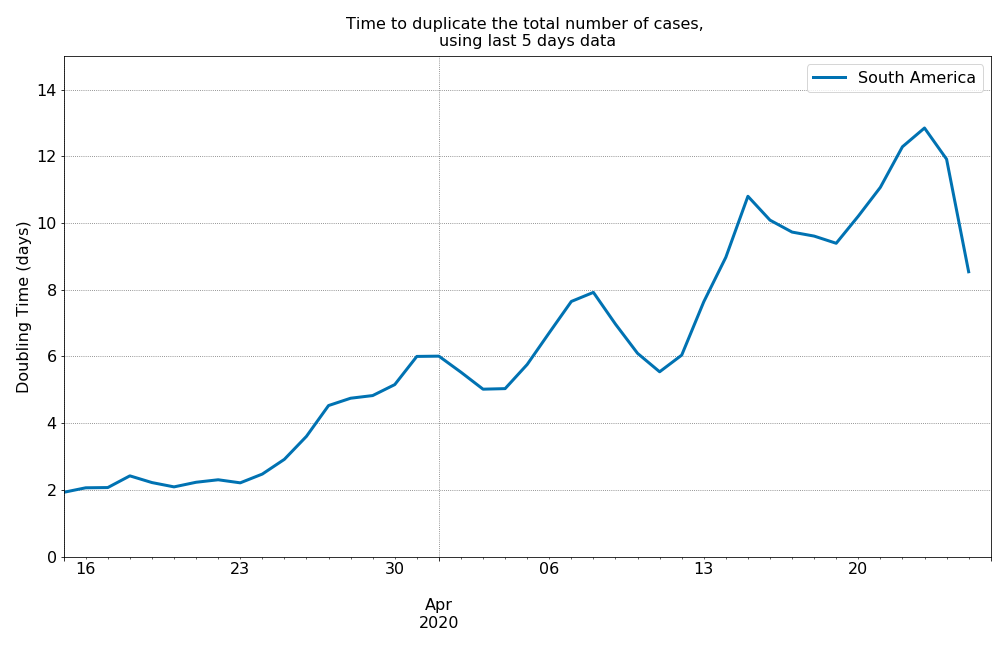 Time to duplicate the total number of cases,
using last 5 days data
South America
Doubling Time (days)
14
12
10
8
6
4
2
0
16 23 30 06 13 20
Apr
2020